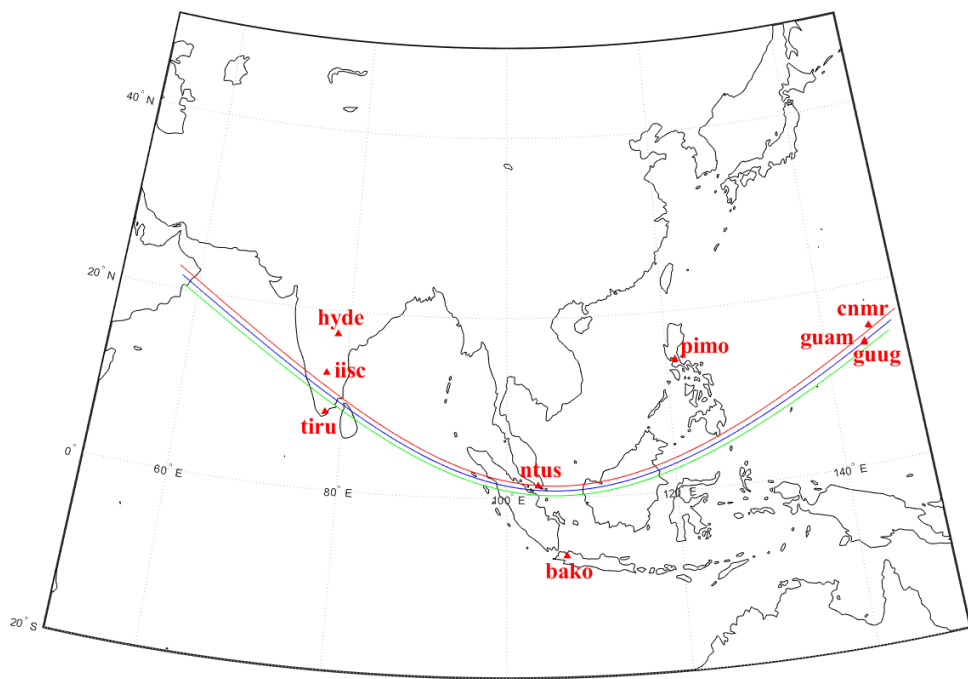 40° N
20° N
cnmr
hyde
guam
pimo
guug
iisc
tiru
0°
60° E
140° E
ntus
80° E
100° E
120° E
bako
20° S